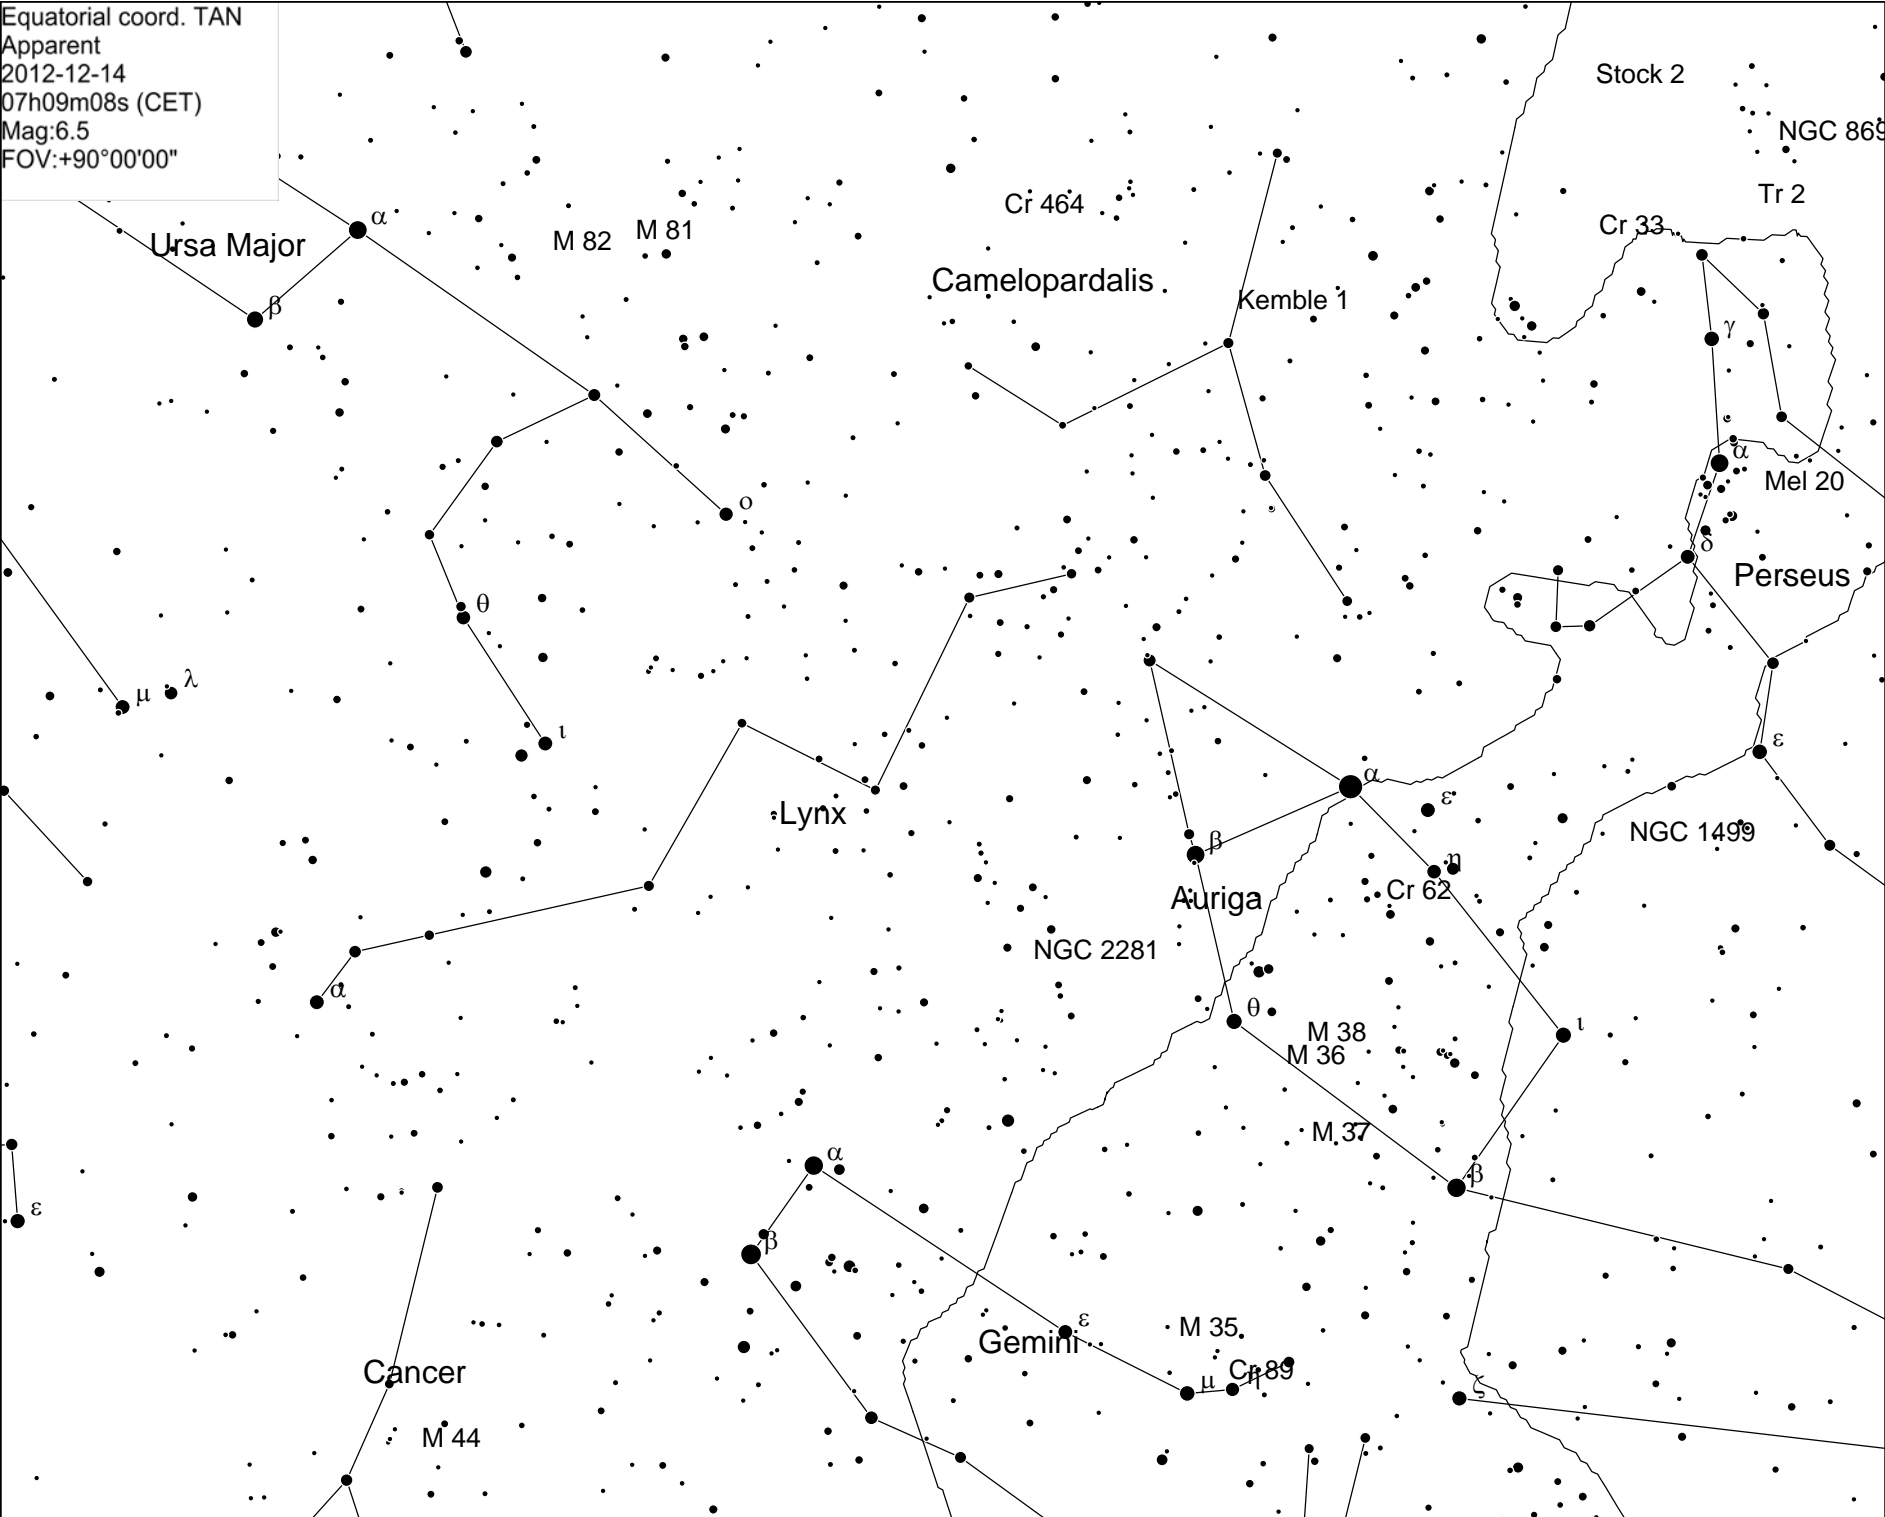 Equatorial coord. TAN
Apparent
2012-12-14
07h09m08s (CET)
Mag:6.5
FOV:+90°00'00"
Stock 2
NGC 869
Tr 2
Cr 464
Cr 33
α
M 82
M 81
Ursa Major
Camelopardalis
β
Kemble 1
γ
α
Mel 20
ο
δ
Perseus
θ
μ
λ
ι
ε
α
ε
Lynx
NGC 1499
β
η
Cr 62
Auriga
NGC 2281
α
θ
M 38
ι
M 36
M 37
α
β
ε
β
ε
M 35
Gemini
Cr 89
η
μ
Cancer
ζ
M 44